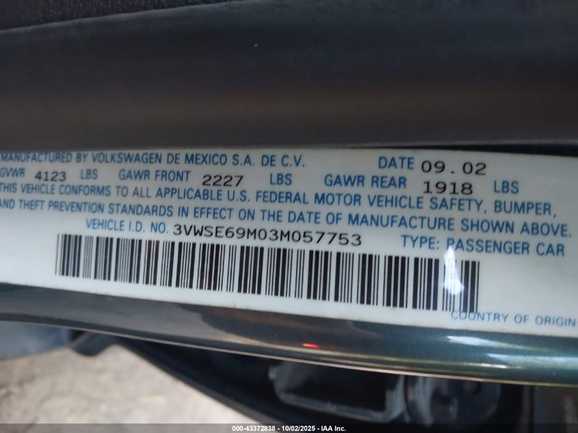 MANUFACTURED BY VOLKSWAGEN DE MEXICO S.A. DE C.V. DATE 09.02
GVWR 4123 LBS GAWR FRONT 2227 LBS GAWR REAR 1918 LBS
THIS VEHICLE CONFORMS TO ALL APPLICABLE U.S. FEDERAL MOTOR VEHICLE SAFETY, BUMPER,
AND THEFT PREVENTION STANDARDS IN EFFECT ON THE DATE OF MANUFACTURE SHOWN ABOVE.
VEHICLE I.D. NO. 3VWSE69M03M057753 TYPE: PASSENGER CAR
COUNTRY OF ORIGIN
000-43372838 - 10/02/2025 - IAA Inc.